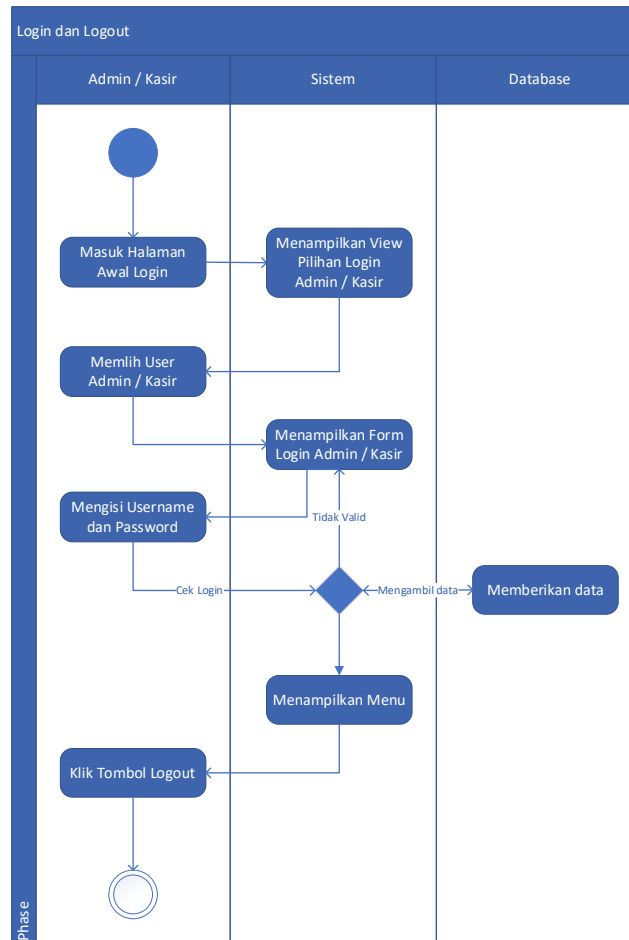 Login dan Logout
Admin / Kasir
Sistem
Database
Masuk Halaman
Awal Login
Menampilkan View
Pilihan Login
Admin / Kasir
Memlih User
Admin / Kasir
Menampilkan Form
Login Admin / Kasir
Mengisi Username
dan Password
Tidak Valid
Cek Login
Mengambil data
Memberikan data
Menampilkan Menu
Klik Tombol Logout
Phase